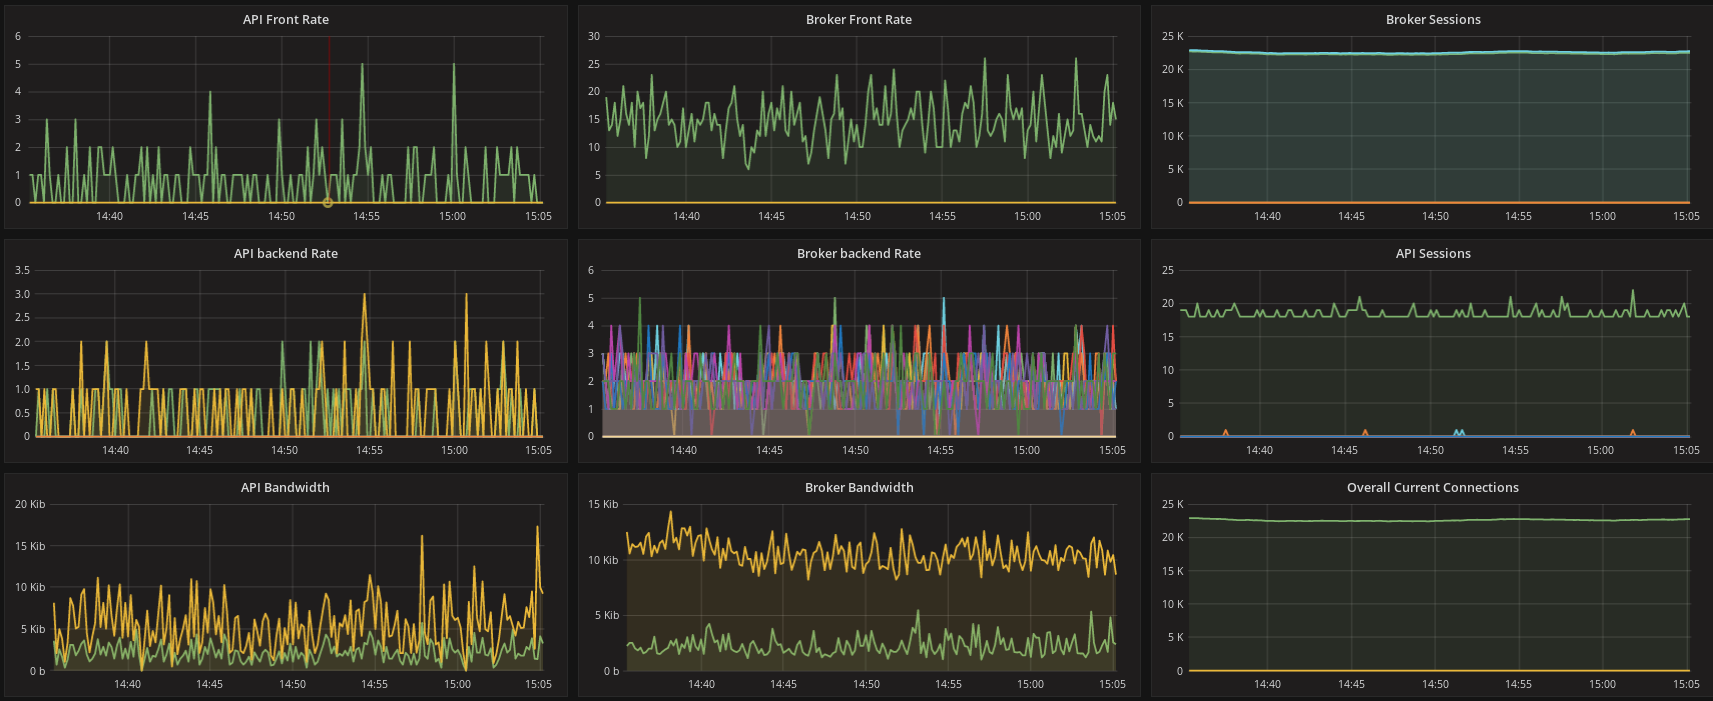 API Front Rate
6
5
4
3
2
1
0
14:40 14:45 14:50 14:55 15:00 15:05
Broker Front Rate
30
25
20
15
10
5
0
14:40 14:45 14:50 14:55 15:00 15:05
Broker Sessions
25 K
20 K
15 K
10 K
5 K
0
14:40 14:45 14:50 14:55 15:00 15:05
API backend Rate
3.5
3.0
2.5
2.0
1.5
1.0
0.5
0
14:40 14:45 14:50 14:55 15:00 15:05
Broker backend Rate
6
5
4
3
2
1
0
14:40 14:45 14:50 14:55 15:00 15:05
API Sessions
25
20
15
10
5
0
14:40 14:45 14:50 14:55 15:00 15:05
API Bandwidth
20 Kib
15 Kib
10 Kib
5 Kib
0 b
14:40 14:45 14:50 14:55 15:00 15:05
Broker Bandwidth
15 Kib
10 Kib
5 Kib
0 b
14:40 14:45 14:50 14:55 15:00 15:05
Overall Current Connections
25 K
20 K
15 K
10 K
5 K
0
14:40 14:45 14:50 14:55 15:00 15:05